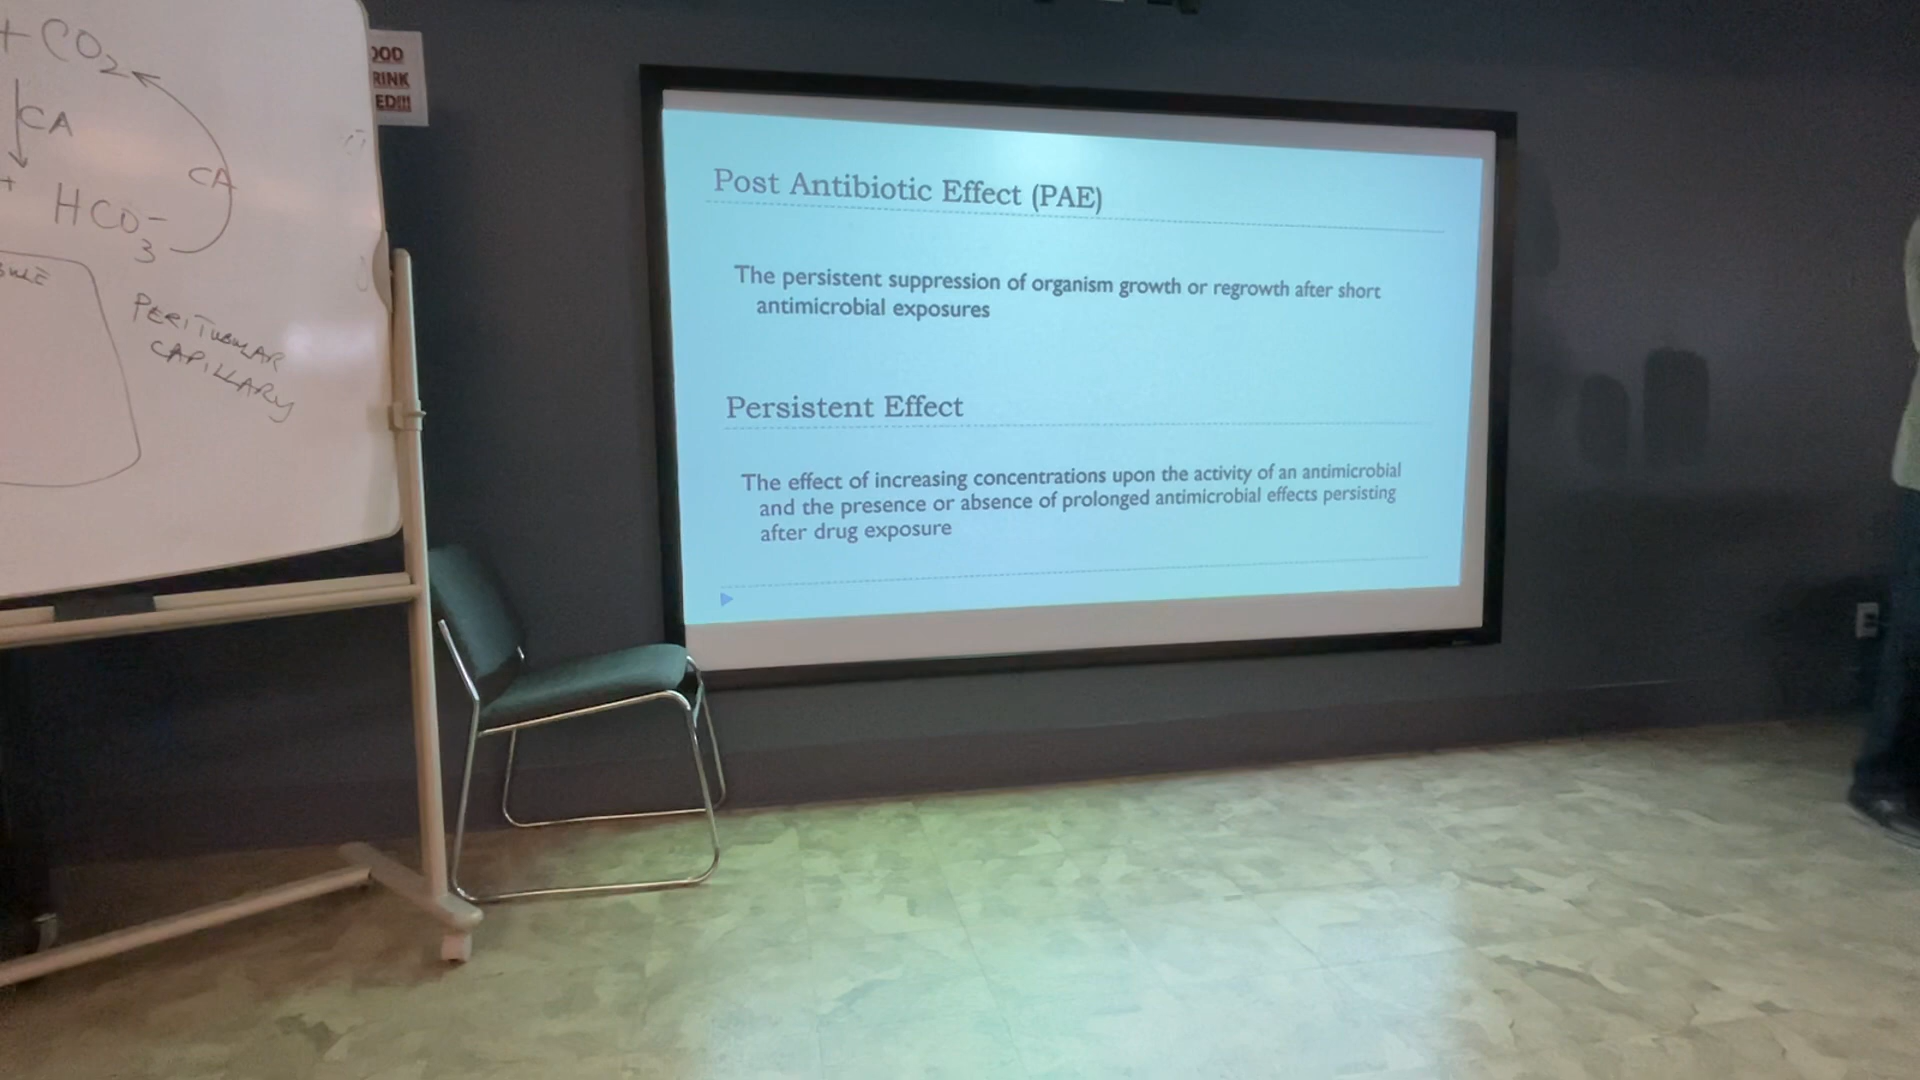 + CO2
CA
CA
+ HCO3-
PERITUBULAR
CAPILLARY
OOD
RINK
ED!!!
Post Antibiotic Effect (PAE)
The persistent suppression of organism growth or regrowth after short
antimicrobial exposures
Persistent Effect
The effect of increasing concentrations upon the activity of an antimicrobial
and the presence or absence of prolonged antimicrobial effects persisting
after drug exposure